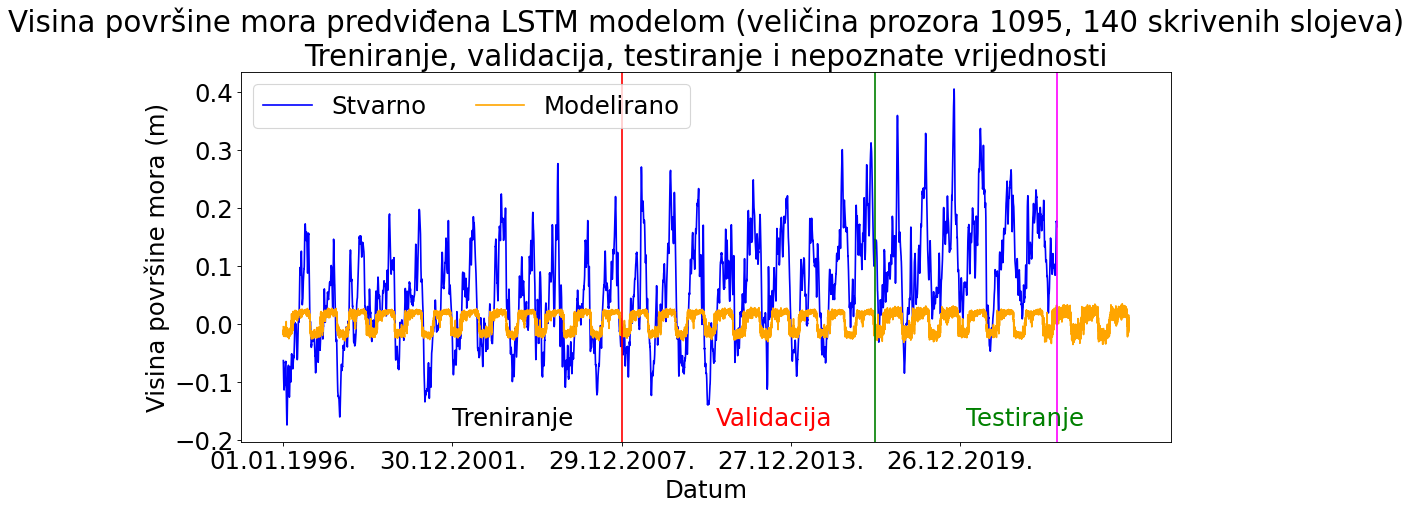 Visina površine mora predviđena LSTM modelom (veličina prozora 1095, 140 skrivenih slojeva)
Treniranje, validacija, testiranje i nepoznate vrijednosti
Stvarno Modelirano
Visina površine mora (m)
0.4
0.3
0.2
0.1
0.0
−0.1
−0.2
Treniranje Validacija Testiranje
01.01.1996. 30.12.2001. 29.12.2007. 27.12.2013. 26.12.2019.
Datum